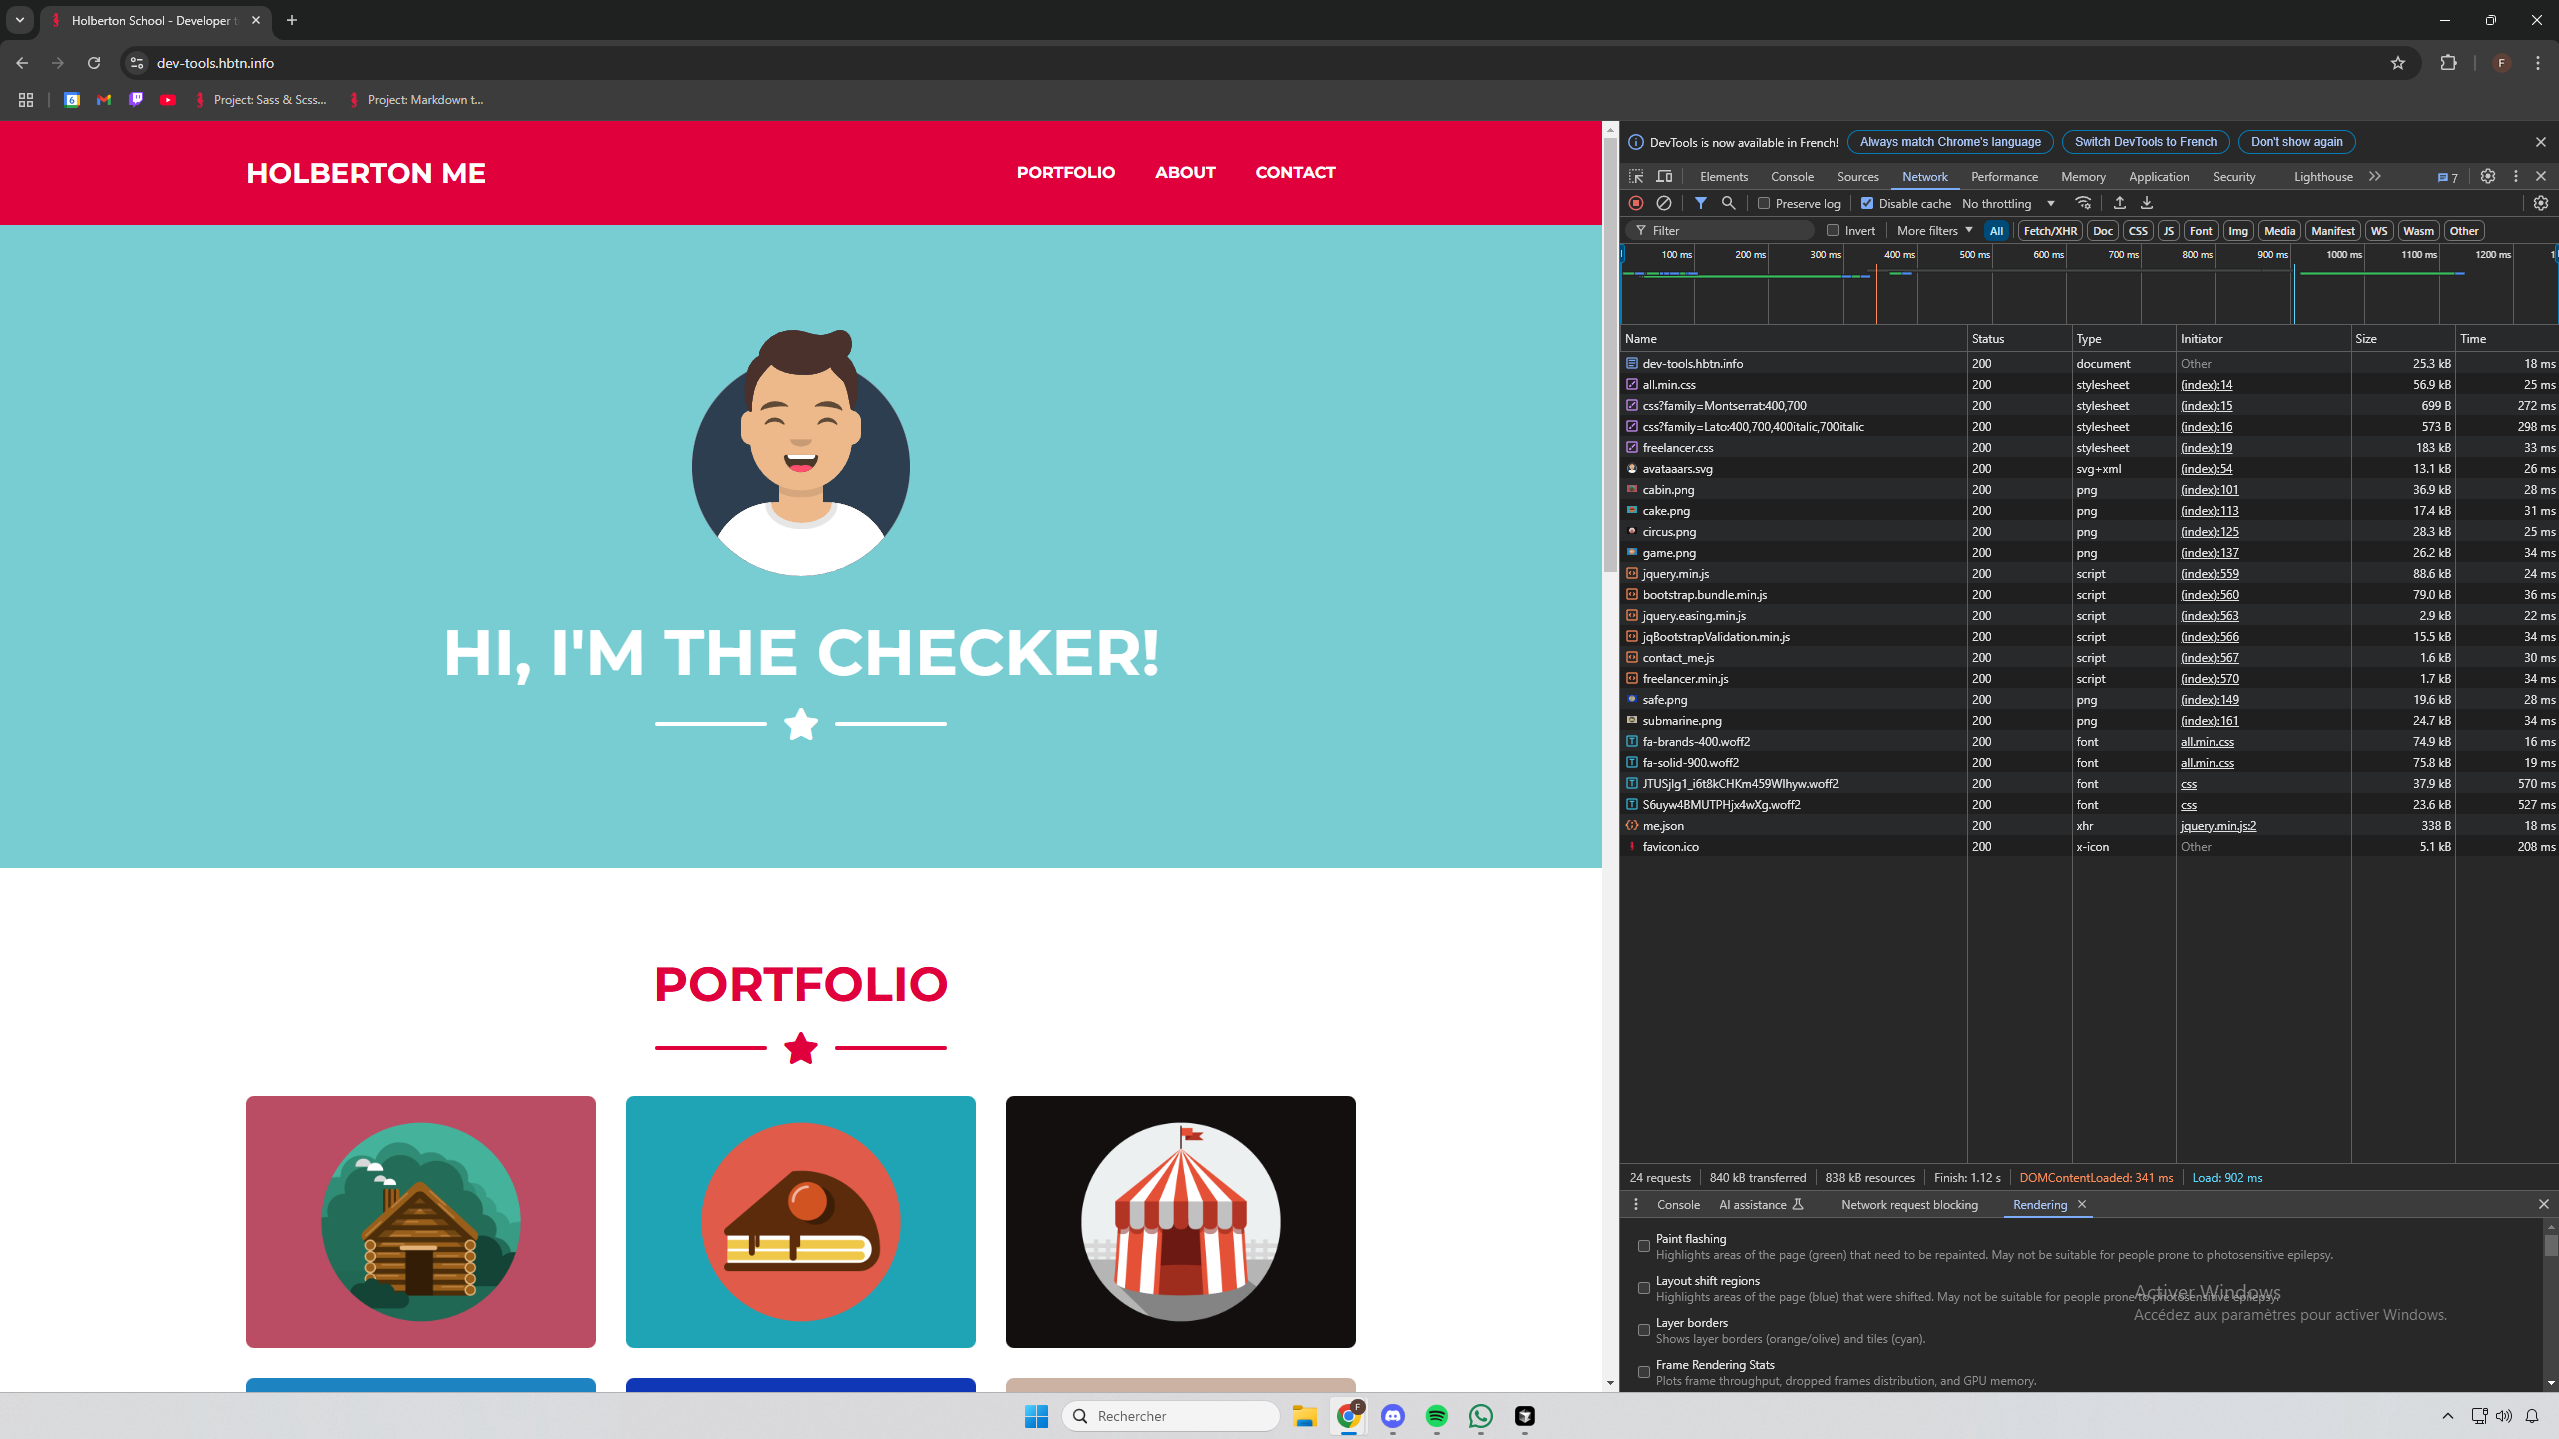 Holberton School - Developer t
dev-tools.hbtn.info
F
6
Project: Sass & Scss...
Project: Markdown t...
HOLBERTON ME
PORTFOLIO
ABOUT
CONTACT
HI, I'M THE CHECKER!
PORTFOLIO
DevTools is now available in French!
Always match Chrome's language
Switch DevTools to French
Don't show again
Elements Console Sources Network Performance Memory Application Security Lighthouse 7
Preserve log Disable cache No throttling
Filter Invert More filters All Fetch/XHR Doc CSS JS Font Img Media Manifest WS Wasm Other
100 ms 200 ms 300 ms 400 ms 500 ms 600 ms 700 ms 800 ms 900 ms 1000 ms 1100 ms 1200 ms
Name Status Type Initiator Size Time
dev-tools.hbtn.info 200 document Other 25.3 kB 18 ms
all.min.css 200 stylesheet (index):14 56.9 kB 25 ms
css?family=Montserrat:400,700 200 stylesheet (index):15 699 B 272 ms
css?family=Lato:400,700,400italic,700italic 200 stylesheet (index):16 573 B 298 ms
freelancer.css 200 stylesheet (index):19 183 kB 33 ms
avataaars.svg 200 svg+xml (index):54 13.1 kB 26 ms
cabin.png 200 png (index):101 36.9 kB 28 ms
cake.png 200 png (index):113 17.4 kB 31 ms
circus.png 200 png (index):125 28.3 kB 25 ms
game.png 200 png (index):137 26.2 kB 34 ms
jquery.min.js 200 script (index):559 88.6 kB 24 ms
bootstrap.bundle.min.js 200 script (index):560 79.0 kB 36 ms
jquery.easing.min.js 200 script (index):563 2.9 kB 22 ms
jqBootstrapValidation.min.js 200 script (index):566 15.5 kB 34 ms
contact_me.js 200 script (index):567 1.6 kB 30 ms
freelancer.min.js 200 script (index):570 1.7 kB 34 ms
safe.png 200 png (index):149 19.6 kB 28 ms
submarine.png 200 png (index):161 24.7 kB 34 ms
fa-brands-400.woff2 200 font all.min.css 74.9 kB 16 ms
fa-solid-900.woff2 200 font all.min.css 75.8 kB 19 ms
JTUSjIg1_i6t8kCHKm459Wlhyw.woff2 200 font css 37.9 kB 570 ms
S6uyw4BMUTPHjx4wXg.woff2 200 font css 23.6 kB 527 ms
me.json 200 xhr jquery.min.js:2 338 B 18 ms
favicon.ico 200 x-icon Other 5.1 kB 208 ms
24 requests 840 kB transferred 838 kB resources Finish: 1.12 s DOMContentLoaded: 341 ms Load: 902 ms
Console AI assistance Network request blocking Rendering
Paint flashing
Highlights areas of the page (green) that need to be repainted. May not be suitable for people prone to photosensitive epilepsy.
Layout shift regions
Highlights areas of the page (blue) that were shifted. May not be suitable for people prone to photosensitive epilepsy.
Activer Windows
Accédez aux paramètres pour activer Windows.
Layer borders
Shows layer borders (orange/olive) and tiles (cyan).
Frame Rendering Stats
Plots frame throughput, dropped frames distribution, and GPU memory.
Rechercher
F